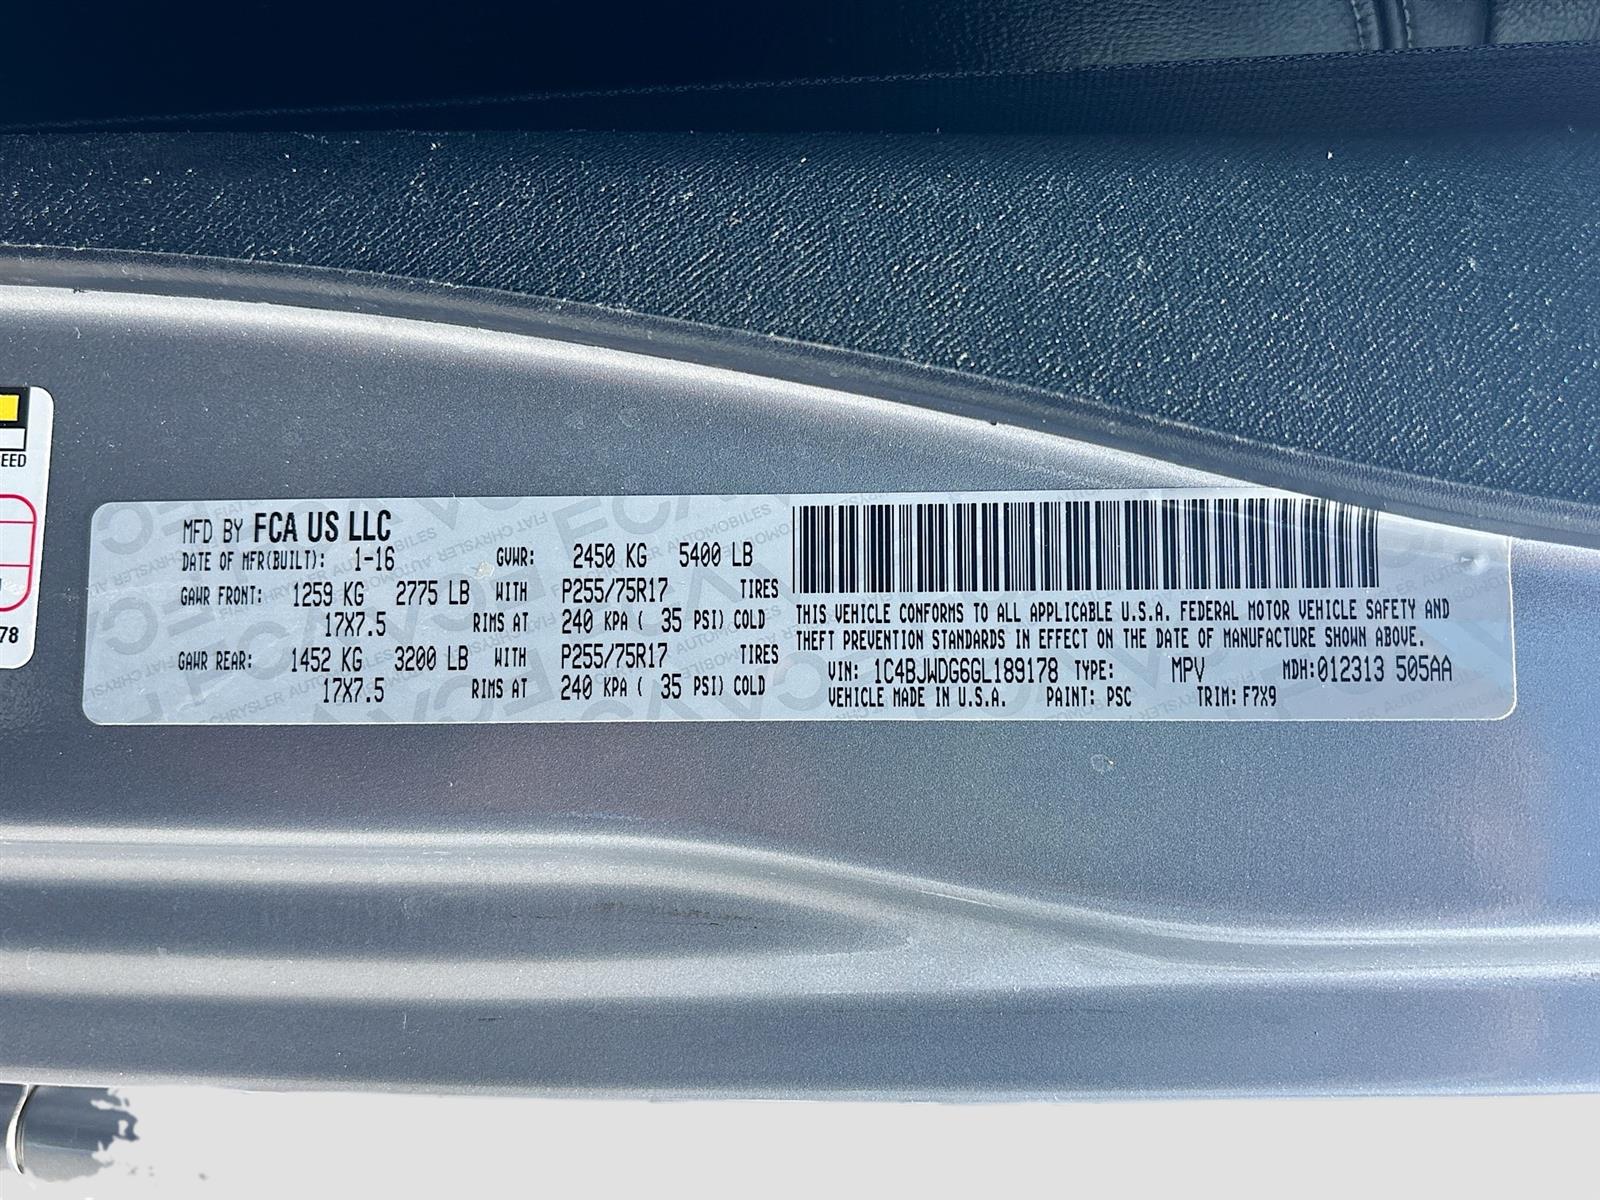 EED
78
MFD BY FCA US LLC
DATE OF MFR(BUILT): 1-16 GVWR: 2450 KG 5400 LB
GAWR FRONT: 1259 KG 2775 LB WITH P255/75R17 TIRES
17X7.5 RIMS AT 240 KPA ( 35 PSI) COLD
GAWR REAR: 1452 KG 3200 LB WITH P255/75R17 TIRES
17X7.5 RIMS AT 240 KPA ( 35 PSI) COLD
THIS VEHICLE CONFORMS TO ALL APPLICABLE U.S.A. FEDERAL MOTOR VEHICLE SAFETY AND
THEFT PREVENTION STANDARDS IN EFFECT ON THE DATE OF MANUFACTURE SHOWN ABOVE.
VIN: 1C4BJWDG6GL189178 TYPE: MPV MDH:012313 505AA
VEHICLE MADE IN U.S.A. PAINT: PSC TRIM: F7X9